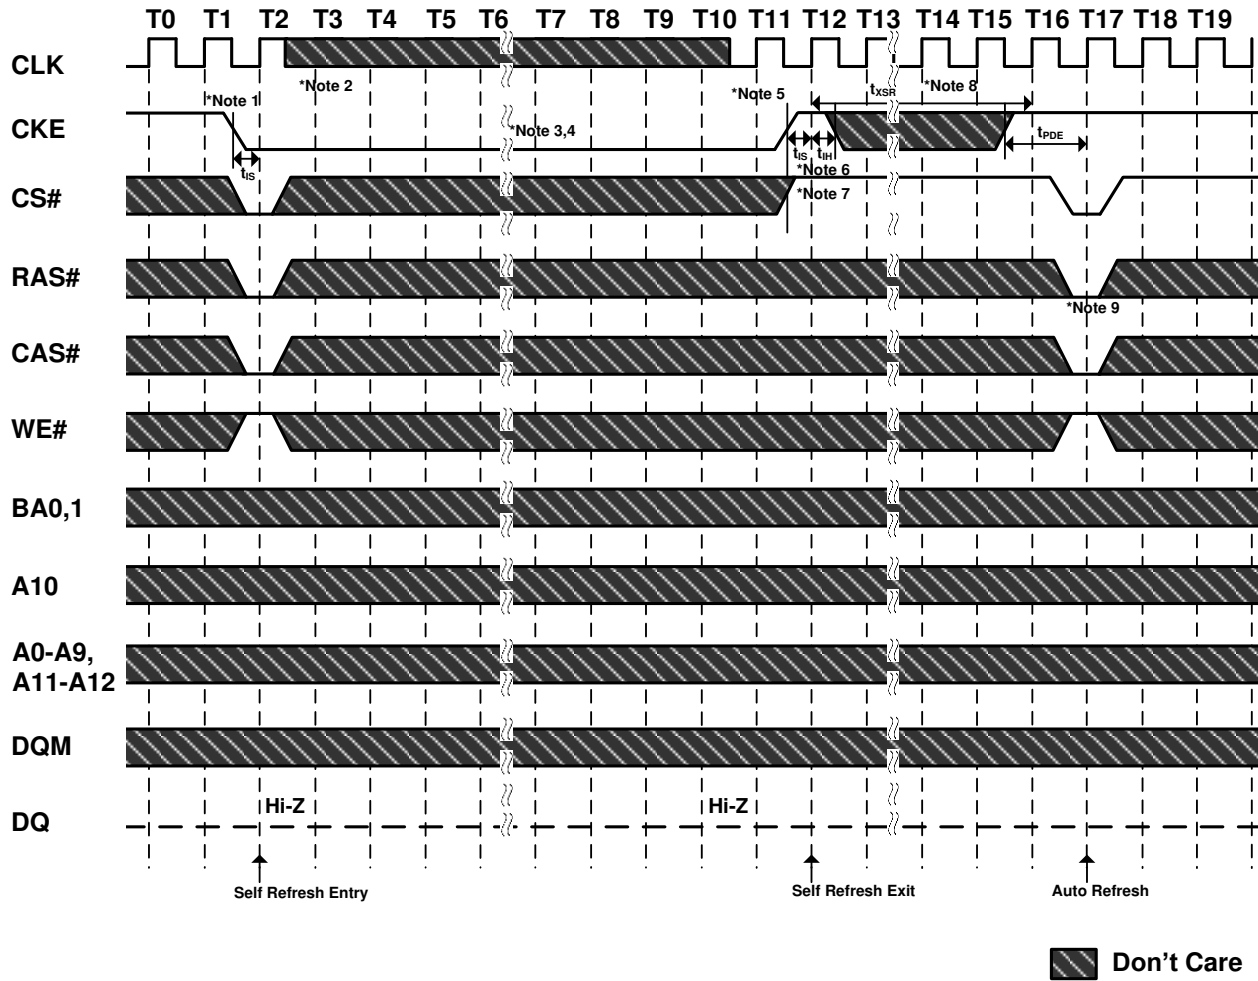 T0 T1 T2 T3 T4 T5 T6 T7 T8 T9 T10 T11 T12 T13 T14 T15 T16 T17 T18 T19
CLK
*Note 2
*Note 5
tXSR
*Note 8
*Note 1
CKE
*Note 3,4
tIS
tIS
tIH
tPDE
*Note 6
CS#
*Note 7
RAS#
*Note 9
CAS#
WE#
BA0,1
A10
A0-A9,
A11-A12
DQM
Hi-Z
Hi-Z
DQ
Self Refresh Entry
Self Refresh Exit
Auto Refresh
Don't Care